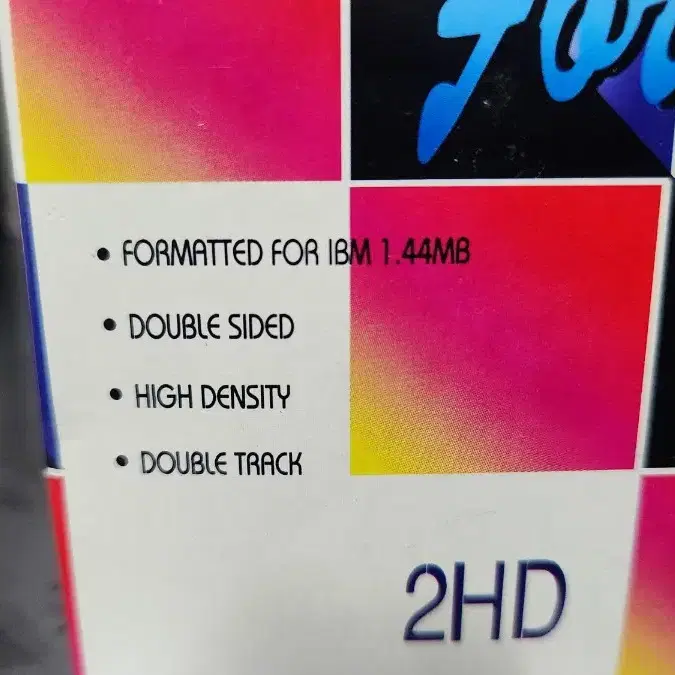 • FORMATTED FOR IBM 1.44MB
• DOUBLE SIDED
• HIGH DENSITY
• DOUBLE TRACK
2HD